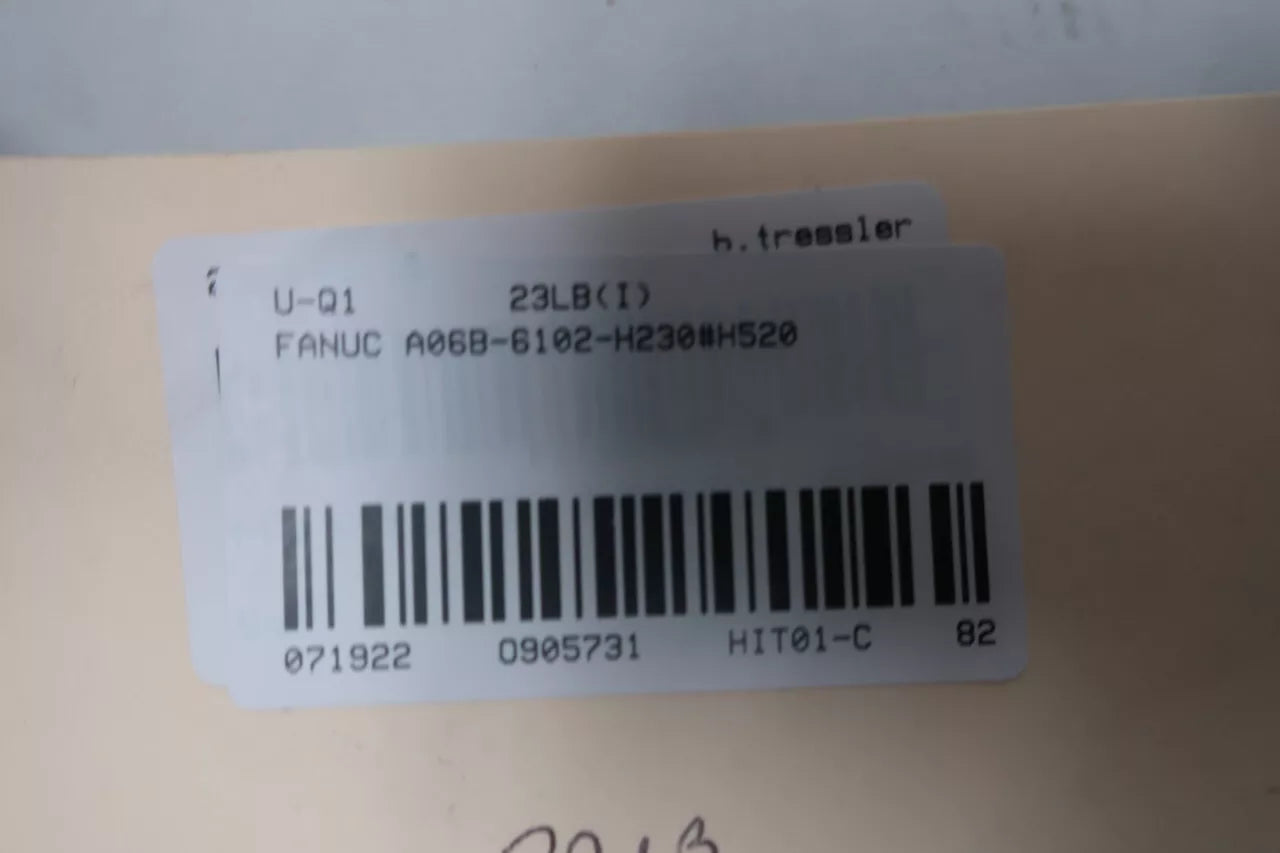 h.tressler
U-Q1 23LB(I)
FANUC A06B-6102-H230#H520
071922 0905731 HIT01-C 82